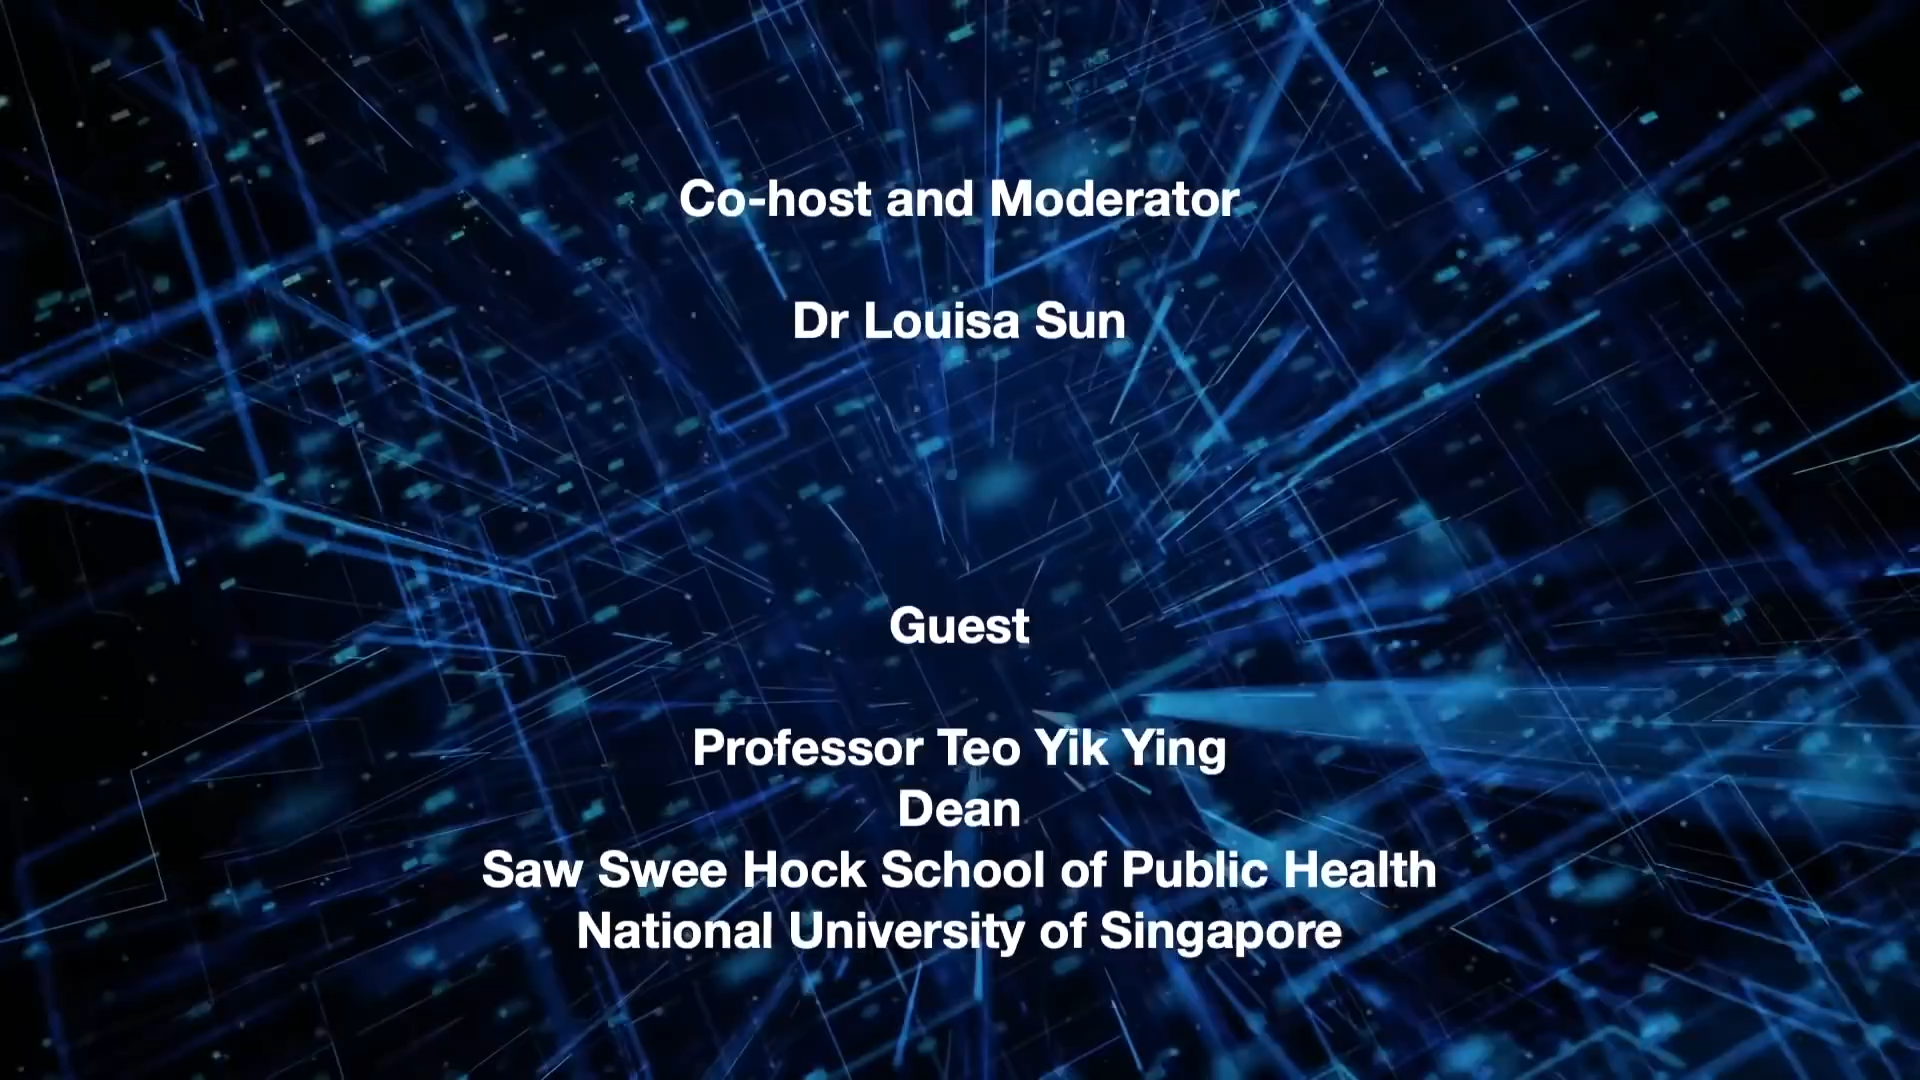 Co-host and Moderator
Dr Louisa Sun
Guest
Professor Teo Yik Ying
Dean
Saw Swee Hock School of Public Health
National University of Singapore